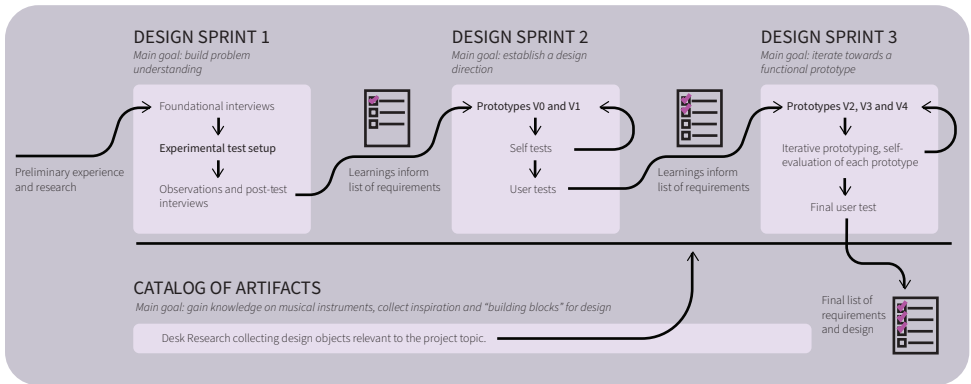 DESIGN SPRINT 1
Main goal: build problem
understanding
Foundational interviews
Experimental test setup
Observations and post-test
interviews
Preliminary experience
and research
Learnings inform
list of requirements
DESIGN SPRINT 2
Main goal: establish a design
direction
Prototypes V0 and V1
Self tests
User tests
Learnings inform
list of requirements
DESIGN SPRINT 3
Main goal: iterate towards a
functional prototype
Prototypes V2, V3 and V4
Iterative prototyping, self-
evaluation of each prototype
Final user test
Final list of
requirements
and design
CATALOG OF ARTIFACTS
Main goal: gain knowledge on musical instruments, collect inspiration and “building blocks” for design
Desk Research collecting design objects relevant to the project topic.